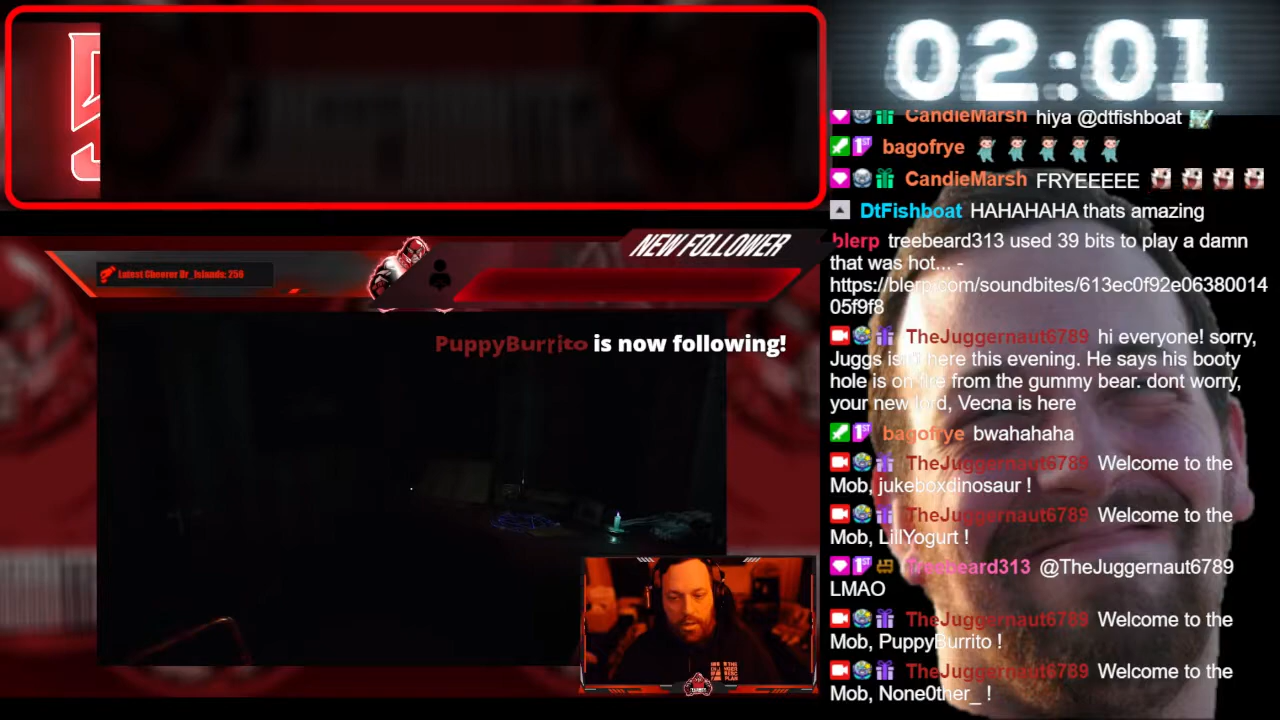 02:01
CandieMarsh hiya @dtfishboat
1ST bagofrye
CandieMarsh FRYEEEEE
DtFishboat HAHAHAHA thats amazing
blerp treebeard313 used 39 bits to play a damn
that was hot... -
https://blerp.com/soundbites/613ec0f92e06380014
05f9f8
TheJuggernaut6789 hi everyone! sorry,
Juggs isn't here this evening. He says his booty
hole is on fire from the gummy bear. dont worry,
your new lord, Vecna is here
1ST bagofrye bwahahaha
TheJuggernaut6789 Welcome to the
Mob, jukeboxdinosaur !
TheJuggernaut6789 Welcome to the
Mob, LillYogurt !
1ST Treebeard313 @TheJuggernaut6789
LMAO
TheJuggernaut6789 Welcome to the
Mob, PuppyBurrito !
TheJuggernaut6789 Welcome to the
Mob, None0ther_ !
NEW FOLLOWER
Latest Cheerer Dr_Islands: 250
PuppyBurrito is now following!